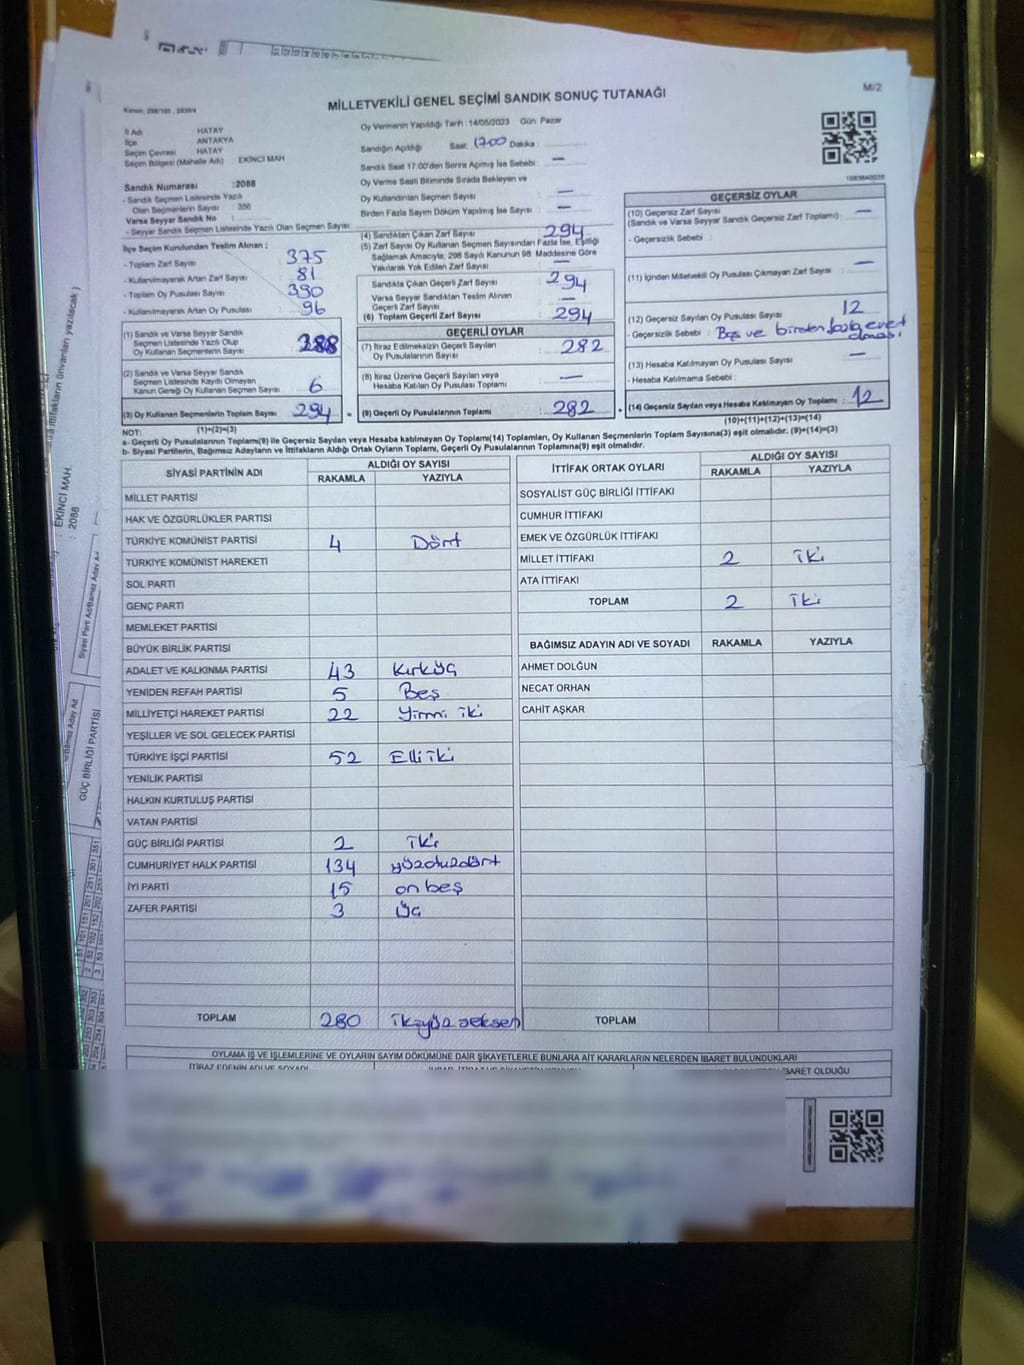 MİLLETVEKİLİ GENEL SEÇİMİ SANDIK SONUÇ TUTANAĞI
M/2
İl Adı HATAY
İlçe ANTAKYA
Seçim Çevresi HATAY
Seçim Bölgesi (Mahalle Adı) : EKİNCİ MAH
Oy Vermenin Yapıldığı Tarih : 14/05/2023 Gün: Pazar
Sandığın Açıldığı Saat: 1700 Dakika :
Sandık Saat 17.00'den Sonra Açılmış İse Sebebi : —
Oy Verme Saati Bitiminde Sırada Bekleyen ve
Oy Kullandırılan Seçmen Sayısı : —
Birden Fazla Sayım Döküm Yapılmış İse Sayısı : —
Sandık Numarası :2088
- Sandık Seçmen Listesinde Yazılı
Olan Seçmenlerin Sayısı : 356
Varsa Seyyar Sandık No :
- Seyyar Sandık Seçmen Listesinde Yazılı Olan Seçmen Sayısı:
İlçe Seçim Kurulundan Teslim Alınan ;
- Toplam Zarf Sayısı : 375
- Kullanılmayarak Artan Zarf Sayısı : 81
- Toplam Oy Pusulası Sayısı : 390
- Kullanılmayarak Artan Oy Pusulası : 96
(1) Sandık ve Varsa Seyyar Sandık
Seçmen Listesinde Yazılı Olup
Oy Kullanan Seçmenlerin Sayısı : 288
(2) Sandık ve Varsa Seyyar Sandık
Seçmen Listesinde Kayıtlı Olmayan
Kanun Gereği Oy Kullanan Seçmen Sayısı : 6
(3) Oy Kullanan Seçmenlerin Toplam Sayısı : 294
(4) Sandıktan Çıkan Zarf Sayısı : 294
(5) Zarf Sayısı Oy Kullanan Seçmen Sayısından Fazla İse, Eşitliği
Sağlamak Amacıyla; 298 Sayılı Kanunun 98. Maddesine Göre
Yakılarak Yok Edilen Zarf Sayısı : —
Sandıkta Çıkan Geçerli Zarf Sayısı : 294
Varsa Seyyar Sandıktan Teslim Alınan
Geçerli Zarf Sayısı : —
(6) Toplam Geçerli Zarf Sayısı : 294
GEÇERLİ OYLAR
(7) İtiraz Edilmeksizin Geçerli Sayılan
Oy Pusulalarının Sayısı : 282
(8) İtiraz Üzerine Geçerli Sayılan veya
Hesaba Katılan Oy Pusulası Toplamı : —
= (9) Geçerli Oy Pusulalarının Toplamı : 282 +
GEÇERSİZ OYLAR
(10) Geçersiz Zarf Sayısı
(Sandık ve Varsa Seyyar Sandık Geçersiz Zarf Toplamı) : —
- Geçersizlik Sebebi :
(11) İçinden Milletvekili Oy Pusulası Çıkmayan Zarf Sayısı : —
(12) Geçersiz Sayılan Oy Pusulası Sayısı : 12
- Geçersizlik Sebebi : Boş ve birden fazla evet olması
(13) Hesaba Katılmayan Oy Pusulası Sayısı : —
- Hesaba Katılmama Sebebi :
(14) Geçersiz Sayılan veya Hesaba Katılmayan Oy Toplamı : 12
NOT: (1)+(2)=(3) (10)+(11)+(12)+(13)=(14)
a- Geçerli Oy Pusulalarının Toplamı(9) ile Geçersiz Sayılan veya Hesaba katılmayan Oy Toplamı(14) Toplamları, Oy Kullanan Seçmenlerin Toplam Sayısına(3) eşit olmalıdır. (9)+(14)=(3)
b- Siyasi Partilerin, Bağımsız Adayların ve İttifakların Aldığı Ortak Oyların Toplamı, Geçerli Oy Pusulalarının Toplamına(9) eşit olmalıdır.
SİYASİ PARTİNİN ADI ALDIĞI OY SAYISI
RAKAMLA YAZIYLA
MİLLET PARTİSİ
HAK VE ÖZGÜRLÜKLER PARTİSİ
TÜRKİYE KOMÜNİST PARTİSİ 4 Dört
TÜRKİYE KOMÜNİST HAREKETİ
SOL PARTİ
GENÇ PARTİ
MEMLEKET PARTİSİ
BÜYÜK BİRLİK PARTİSİ
ADALET VE KALKINMA PARTİSİ 43 Kırküç
YENİDEN REFAH PARTİSİ 5 Beş
MİLLİYETÇİ HAREKET PARTİSİ 22 Yirmi iki
YEŞİLLER VE SOL GELECEK PARTİSİ
TÜRKİYE İŞÇİ PARTİSİ 52 Elli iki
YENİLİK PARTİSİ
HALKIN KURTULUŞ PARTİSİ
VATAN PARTİSİ
GÜÇ BİRLİĞİ PARTİSİ 2 iki
CUMHURİYET HALK PARTİSİ 134 yüzotuzdört
İYİ PARTİ 15 on beş
ZAFER PARTİSİ 3 Üç
TOPLAM 280 ikiyüz seksen
İTTİFAK ORTAK OYLARI ALDIĞI OY SAYISI
RAKAMLA YAZIYLA
SOSYALİST GÜÇ BİRLİĞİ İTTİFAKI
CUMHUR İTTİFAKI
EMEK VE ÖZGÜRLÜK İTTİFAKI
MİLLET İTTİFAKI 2 iki
ATA İTTİFAKI
TOPLAM 2 iki
BAĞIMSIZ ADAYIN ADI VE SOYADI RAKAMLA YAZIYLA
AHMET DOLĞUN
NECAT ORHAN
CAHİT AŞKAR
TOPLAM
OYLAMA İŞ VE İŞLEMLERİNE VE OYLARIN SAYIM DÖKÜMÜNE DAİR ŞİKAYETLERLE BUNLARA AİT KARARLARIN NELERDEN İBARET BULUNDUKLARI
İTİRAZ EDENİN ADI VE SOYADI
İBARET OLDUĞU
: EKİNCİ MAH.
: 2088
GÜÇ BİRLİĞİ PARTİSİ